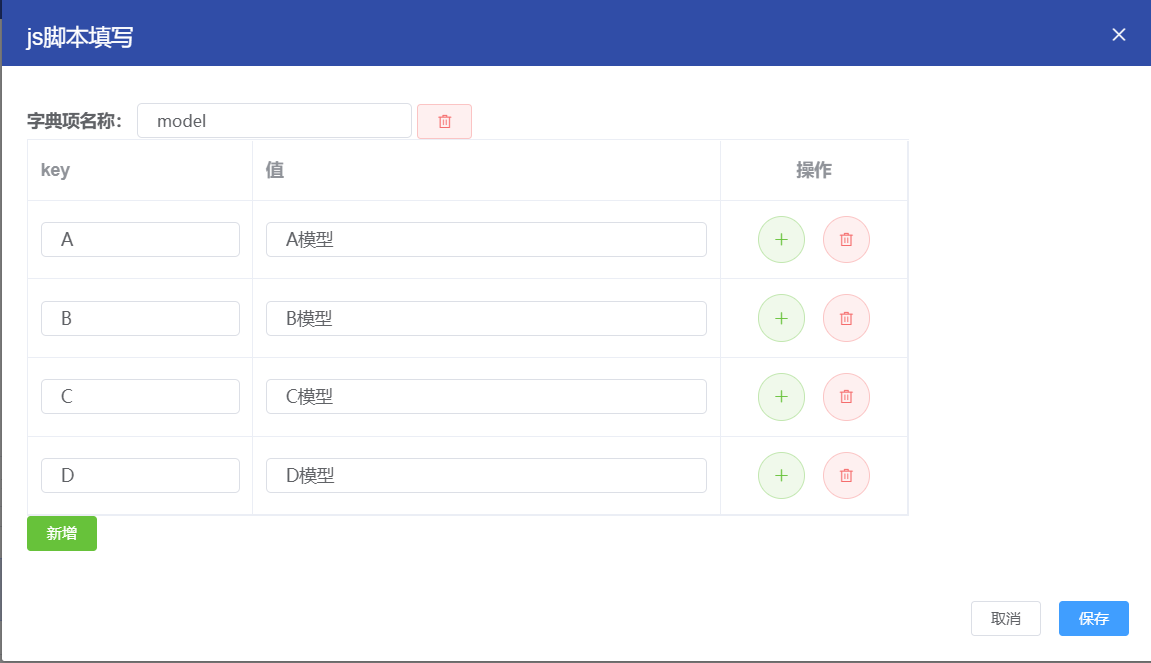 js脚本填写
字典项名称： model
key 值 操作
A A模型
B B模型
C C模型
D D模型
新增
取消 保存